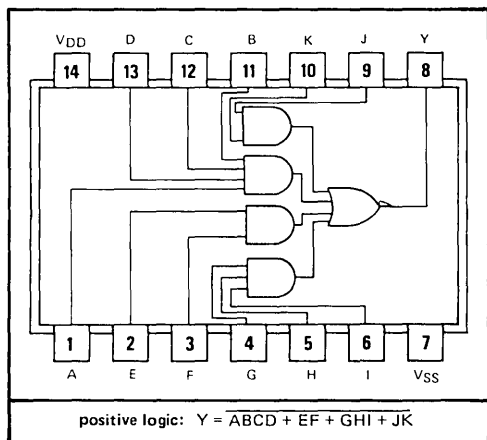 VDD D C B K J Y
14 13 12 11 10 9 8
1 2 3 4 5 6 7
A E F G H I VSS
positive logic: Y = \overline{ABCD + EF + GHI + JK}